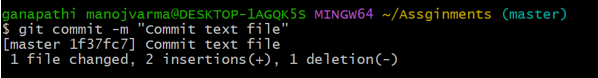 ganapathi manojvarma@DESKTOP-1AGQK5S MINGW64 ~/Assginments (master)
$ git commit -m "Commit text file"
[master 1f37fc7] Commit text file
 1 file changed, 2 insertions(+), 1 deletion(-)